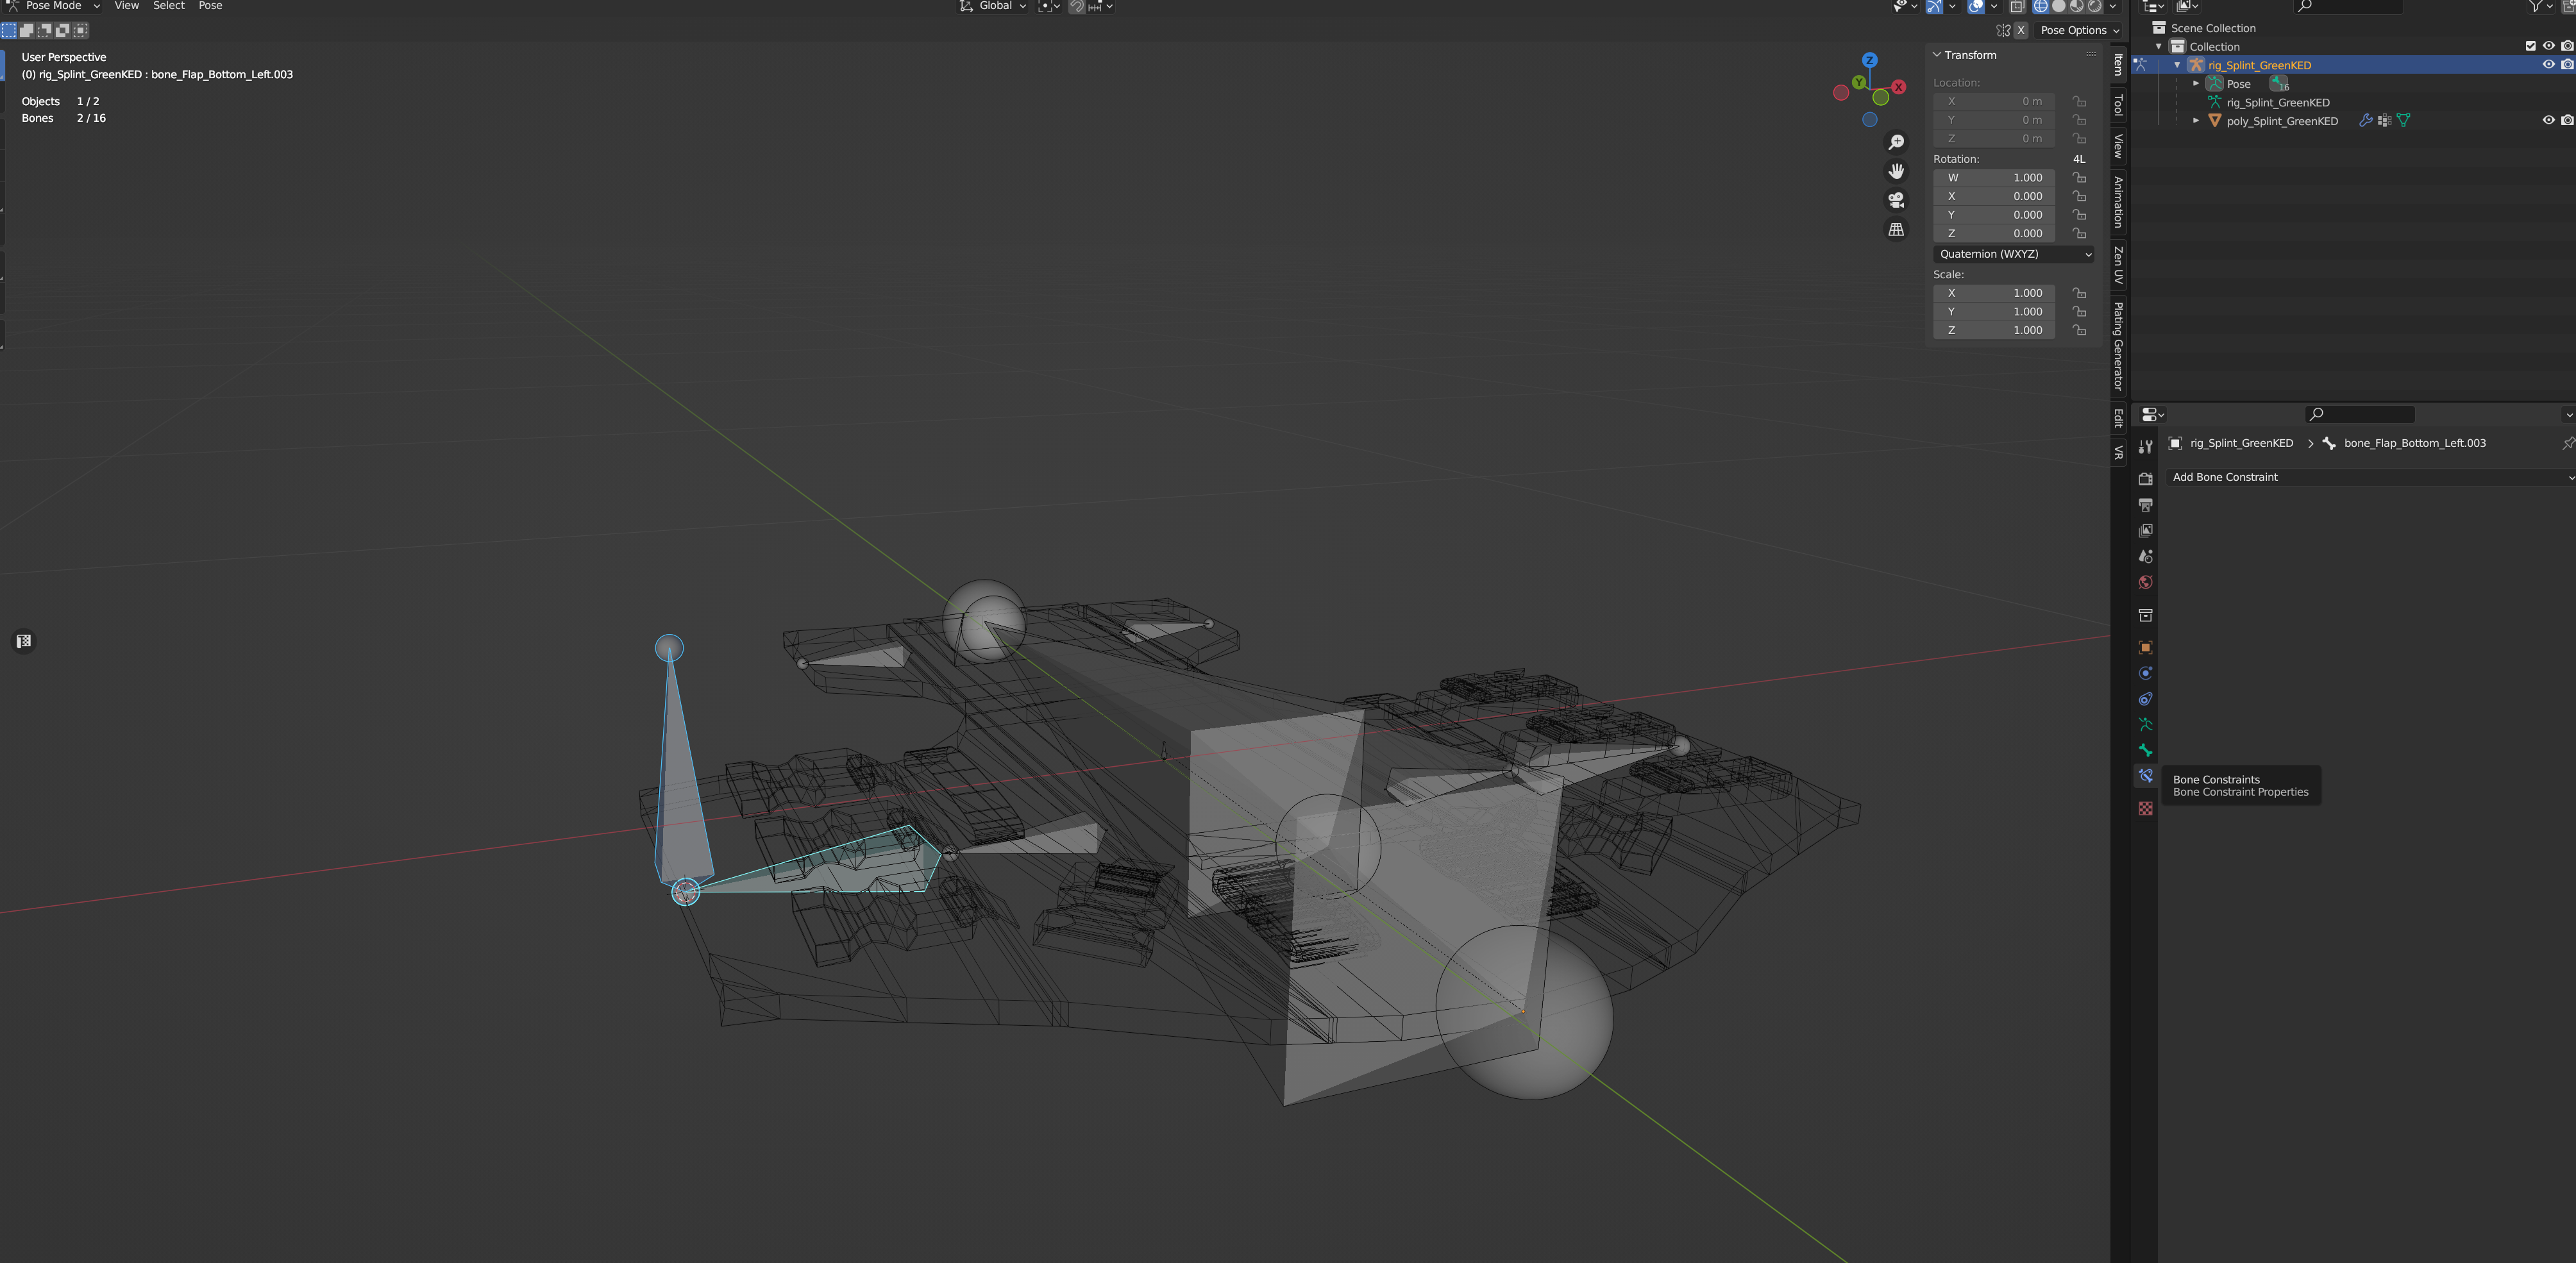 Pose Mode View Select Pose Global
X Pose Options
User Perspective
(0) rig_Splint_GreenKED : bone_Flap_Bottom_Left.003
Objects 1 / 2
Bones 2 / 16
Z
Y
X
Transform
Location:
X 0 m
Y 0 m
Z 0 m
Rotation: 4L
W 1.000
X 0.000
Y 0.000
Z 0.000
Quaternion (WXYZ)
Scale:
X 1.000
Y 1.000
Z 1.000
Item
Tool
View
Animation
Zen UV
Plating Generator
Edit
VR
Scene Collection
Collection
rig_Splint_GreenKED
Pose 16
rig_Splint_GreenKED
poly_Splint_GreenKED
rig_Splint_GreenKED > bone_Flap_Bottom_Left.003
Add Bone Constraint
Bone Constraints
Bone Constraint Properties